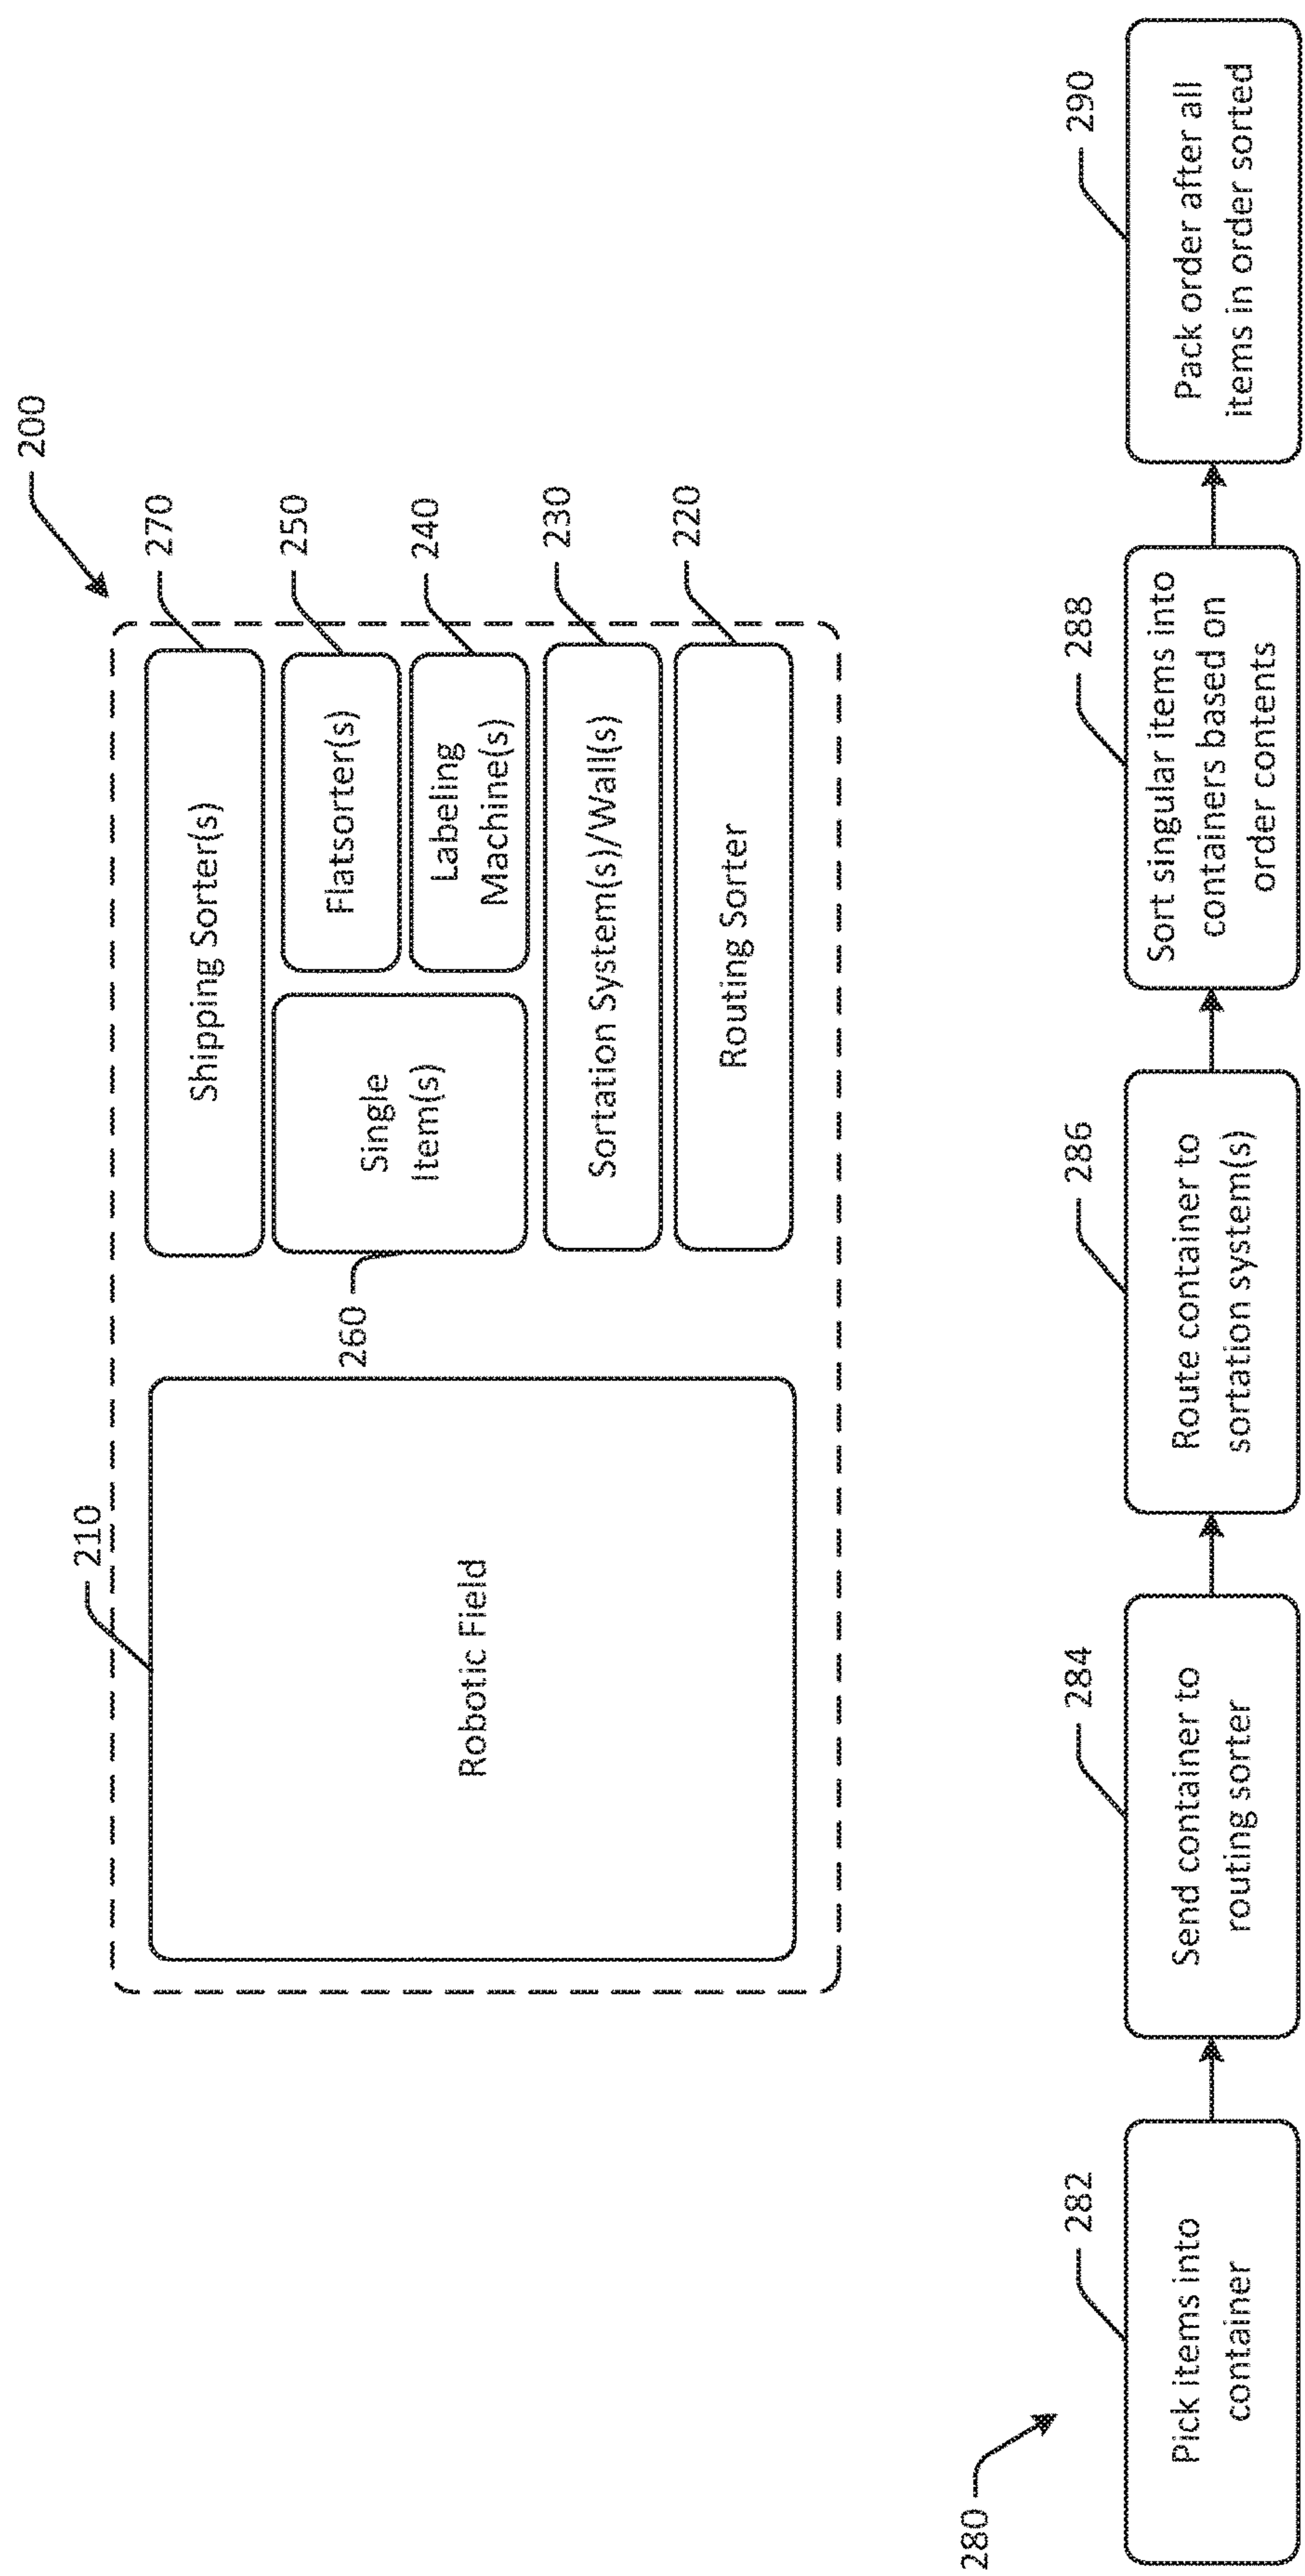 200
210
Robotic Field
Shipping Sorter(s)
270
Single
Item(s)
260
Flatsorter(s)
250
Labeling
Machine(s)
240
Sortation System(s)/Wall(s)
230
Routing Sorter
220
280
282
Pick items into
container
284
Send container to
routing sorter
286
Route container to
sortation system(s)
288
Sort singular items into
containers based on
order contents
290
Pack order after all
items in order sorted